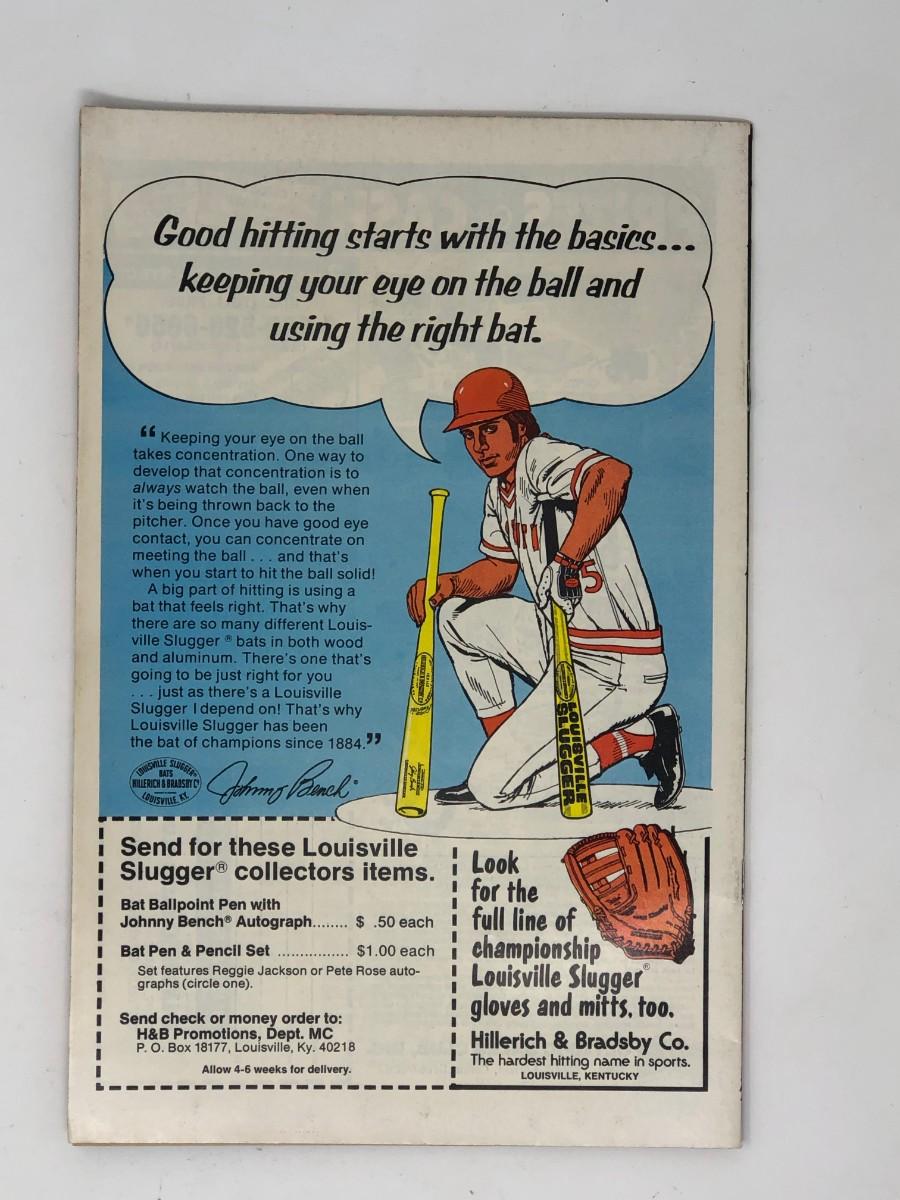 Good hitting starts with the basics...
keeping your eye on the ball and
using the right bat.
“ Keeping your eye on the ball
takes concentration. One way to
develop that concentration is to
always watch the ball, even when
it's being thrown back to the
pitcher. Once you have good eye
contact, you can concentrate on
meeting the ball . . . and that's
when you start to hit the ball solid!
A big part of hitting is using a
bat that feels right. That's why
there are so many different Louis-
ville Slugger ® bats in both wood
and aluminum. There's one that's
going to be just right for you
. . . just as there's a Louisville
Slugger I depend on! That's why
Louisville Slugger has been
the bat of champions since 1884.”
LOUISVILLE SLUGGER®
BATS
HILLERICH & BRADSBY Co
LOUISVILLE, KY.
Johnny Bench®
5
LOUISVILLE
SLUGGER
Send for these Louisville
Slugger® collectors items.
Bat Ballpoint Pen with
Johnny Bench® Autograph........ $ .50 each
Bat Pen & Pencil Set ................ $1.00 each
Set features Reggie Jackson or Pete Rose auto-
graphs (circle one).
Send check or money order to:
H&B Promotions, Dept. MC
P. O. Box 18177, Louisville, Ky. 40218
Allow 4-6 weeks for delivery.
Look
for the
full line of
championship
Louisville Slugger®
gloves and mitts, too.
Hillerich & Bradsby Co.
The hardest hitting name in sports.
LOUISVILLE, KENTUCKY